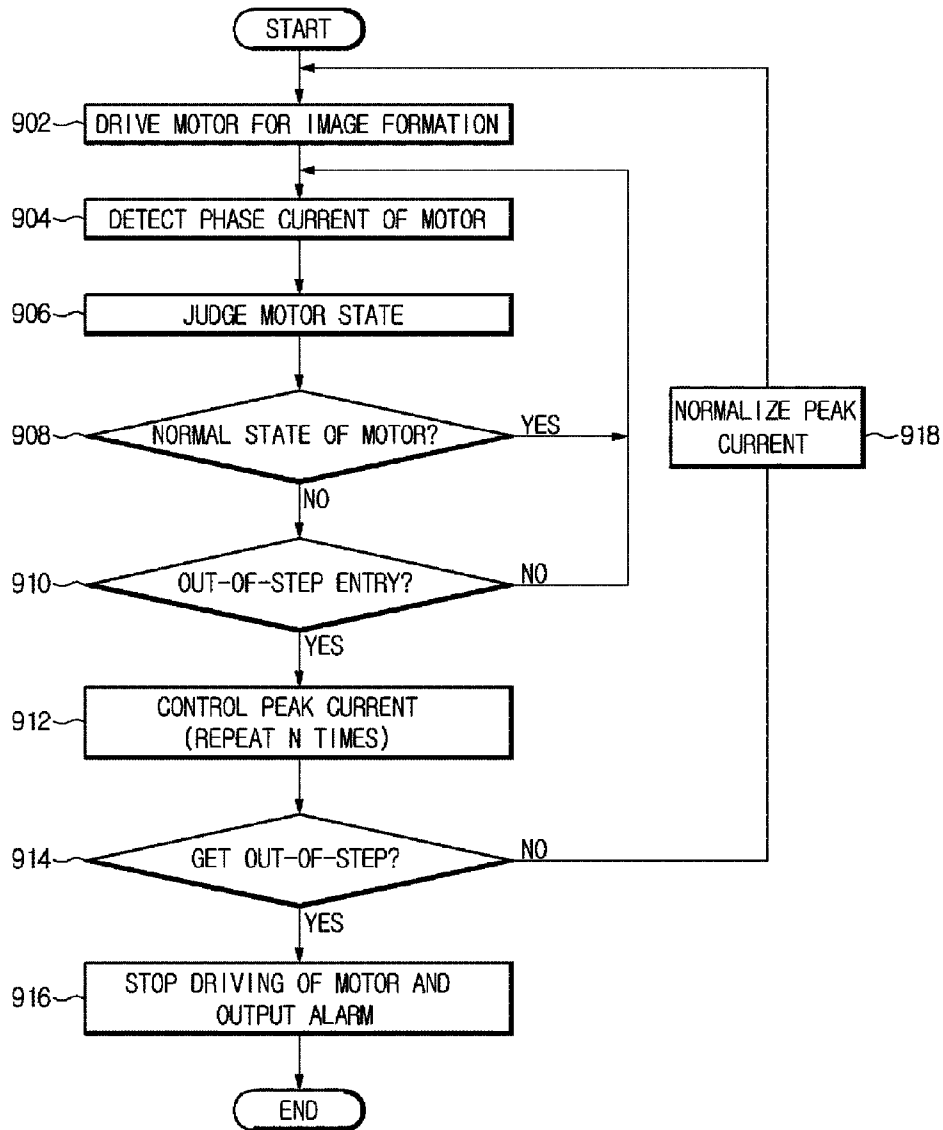 START
902
DRIVE MOTOR FOR IMAGE FORMATION
904
DETECT PHASE CURRENT OF MOTOR
906
JUDGE MOTOR STATE
908
NORMAL STATE OF MOTOR?
YES
NO
NORMALIZE PEAK
CURRENT
918
910
OUT-OF-STEP ENTRY?
NO
YES
912
CONTROL PEAK CURRENT
(REPEAT N TIMES)
914
GET OUT-OF-STEP?
NO
YES
916
STOP DRIVING OF MOTOR AND
OUTPUT ALARM
END